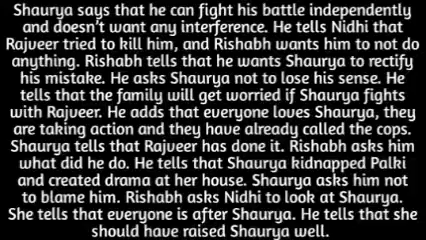 Shaurya says that he can fight his battle independently
and doesn't want any interference. He tells Nidhi that
Rajveer tried to kill him, and Rishabh wants him to not do
anything. Rishabh tells that he wants Shaurya to rectify
his mistake. He asks Shaurya not to lose his sense. He
tells that the family will get worried if Shaurya fights
with Rajveer. He adds that everyone loves Shaurya, they
are taking action and they have already called the cops.
Shaurya tells that Rajveer has done it. Rishabh asks him
what did he do. He tells that Shaurya kidnapped Palki
and created drama at her house. Shaurya asks him not
to blame him. Rishabh asks Nidhi to look at Shaurya.
She tells that everyone is after Shaurya. He tells that she
should have raised Shaurya well.